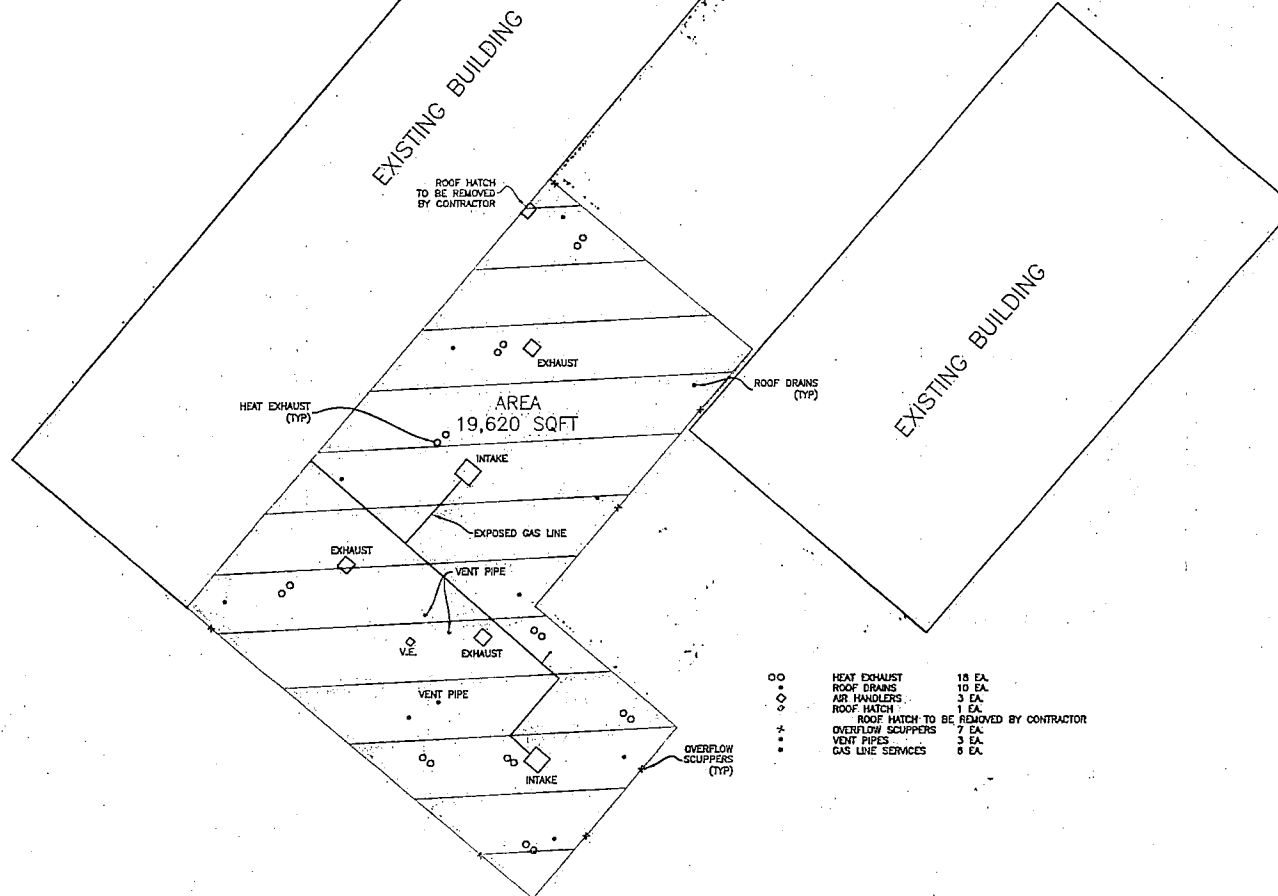 EXISTING BUILDING
ROOF HATCH
TO BE REMOVED
BY CONTRACTOR
EXHAUST
EXISTING BUILDING
ROOF DRAINS
(TYP)
HEAT EXHAUST
(TYP)
AREA
19,620 SQFT
INTAKE
EXPOSED GAS LINE
EXHAUST
VENT PIPE
V.E.
EXHAUST
VENT PIPE
INTAKE
OVERFLOW
SCUPPERS
(TYP)
HEAT EXHAUST 18 EA.
ROOF DRAINS 10 EA.
AIR HANDLERS 3 EA.
ROOF HATCH 1 EA.
ROOF HATCH TO BE REMOVED BY CONTRACTOR
OVERFLOW SCUPPERS 7 EA.
VENT PIPES 3 EA.
GAS LINE SERVICES 6 EA.